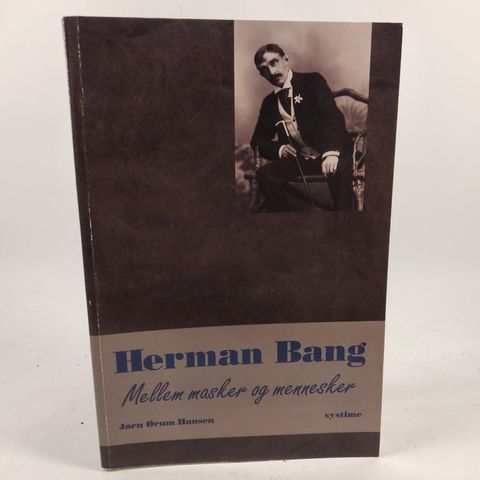 Herman Bang
Mellem masker og mennesker
Jørn Ørum Hansen
systime